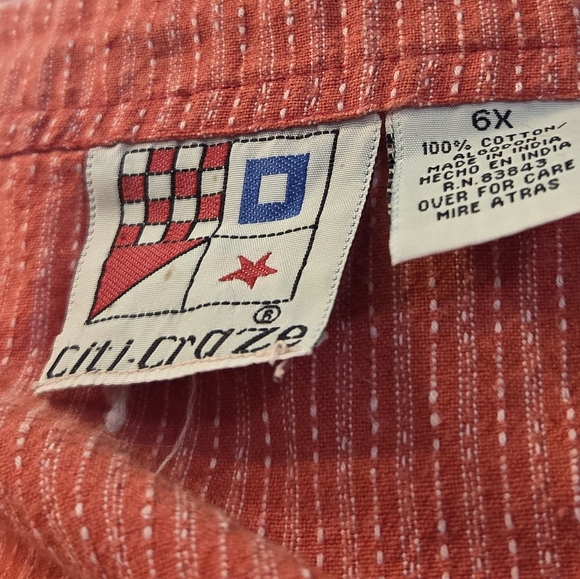 citi-craze®
6X
100% COTTON/
ALGODON
MADE IN INDIA
HECHO EN INDIA
R.N. 83843
OVER FOR CARE
MIRE ATRAS